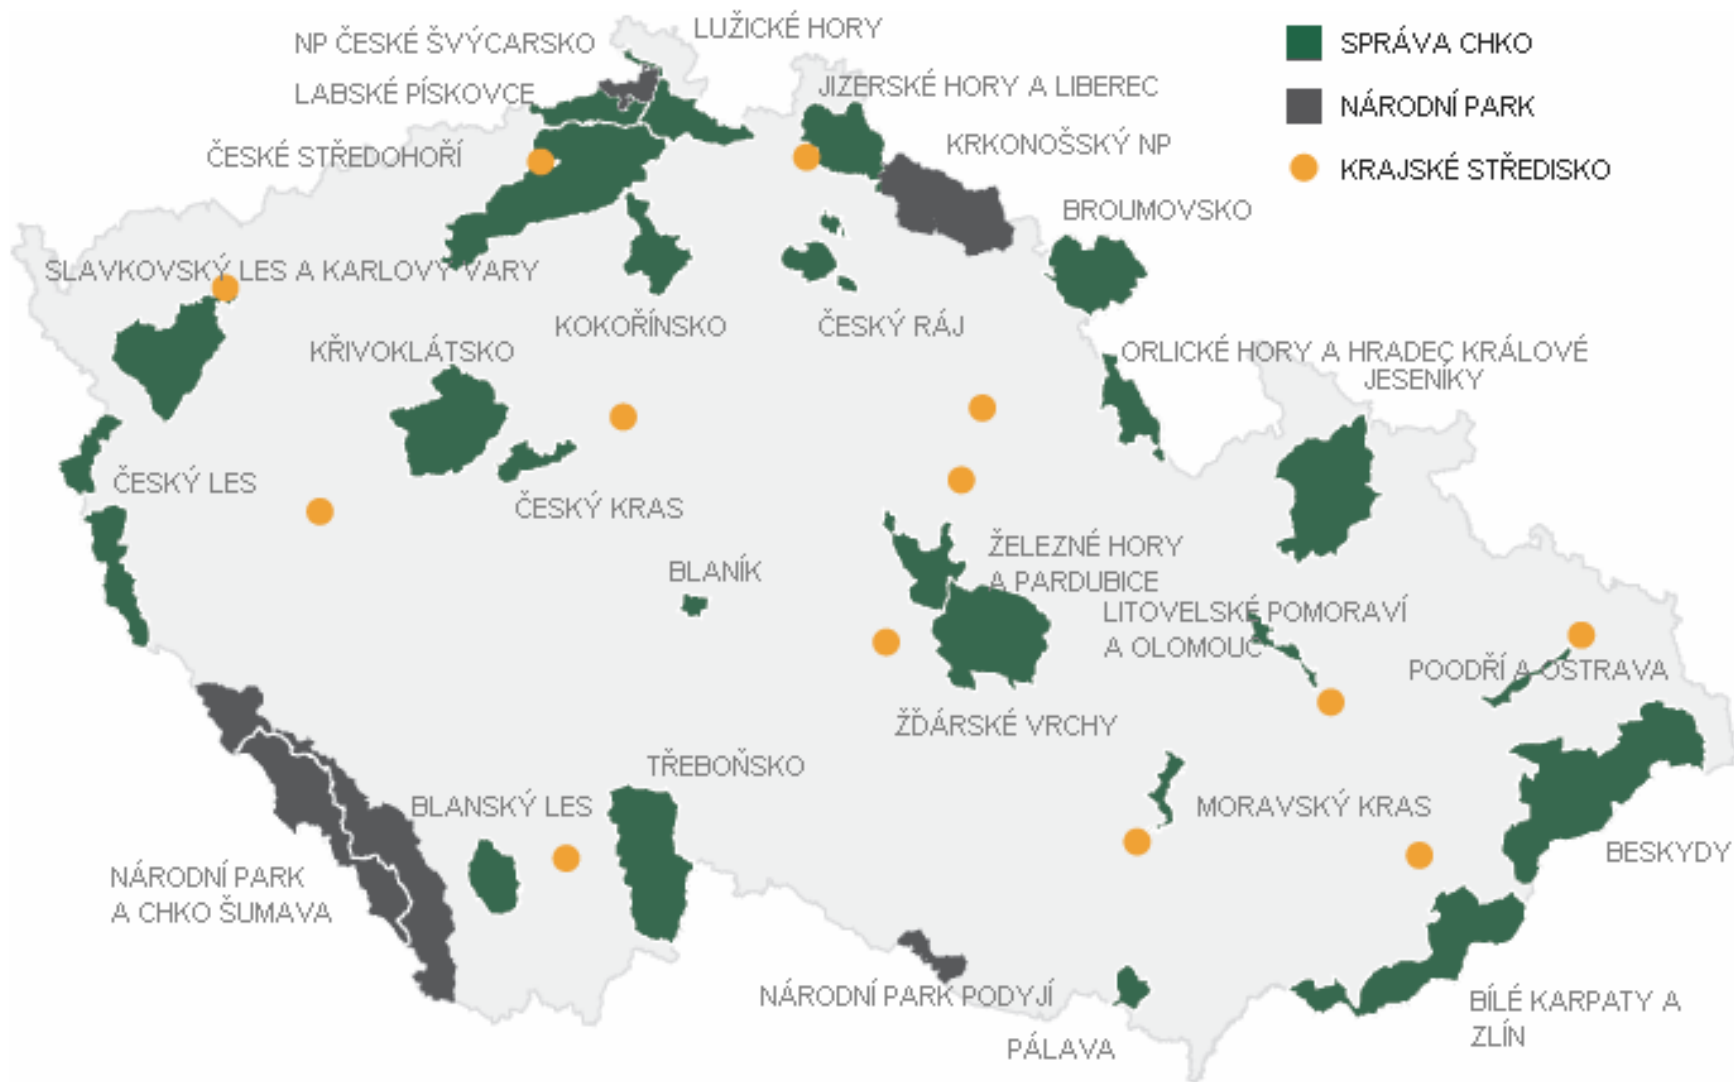 LUŽICKÉ HORY
NP ČESKÉ ŠVÝCARSKO
SPRÁVA CHKO
LABSKÉ PÍSKOVCE
JIZERSKÉ HORY A LIBEREC
NÁRODNÍ PARK
ČESKÉ STŘEDOHOŘÍ
KRKONOŠSKÝ NP
KRAJSKÉ STŘEDISKO
BROUMOVSKO
SLAVKOVSKÝ LES A KARLOVÝ VARY
KOKOŘÍNSKO
ČESKÝ RÁJ
KŘIVOKLÁTSKO
ORLICKÉ HORY A HRADEC KRÁLOVÉ
JESENÍKY
ČESKÝ LES
ČESKÝ KRAS
ŽELEZNÉ HORY
A PARDUBICE
BLANÍK
LITOVELSKÉ POMORAVÍ
A OLOMOUC
POODŘÍ A OSTRAVA
ŽĎÁRSKÉ VRCHY
TŘEBOŇSKO
BLANSKÝ LES
MORAVSKÝ KRAS
BESKYDY
NÁRODNÍ PARK
A CHKO ŠUMAVA
NÁRODNÍ PARK PODYJÍ
BÍLÉ KARPATY A
ZLÍN
PÁLAVA